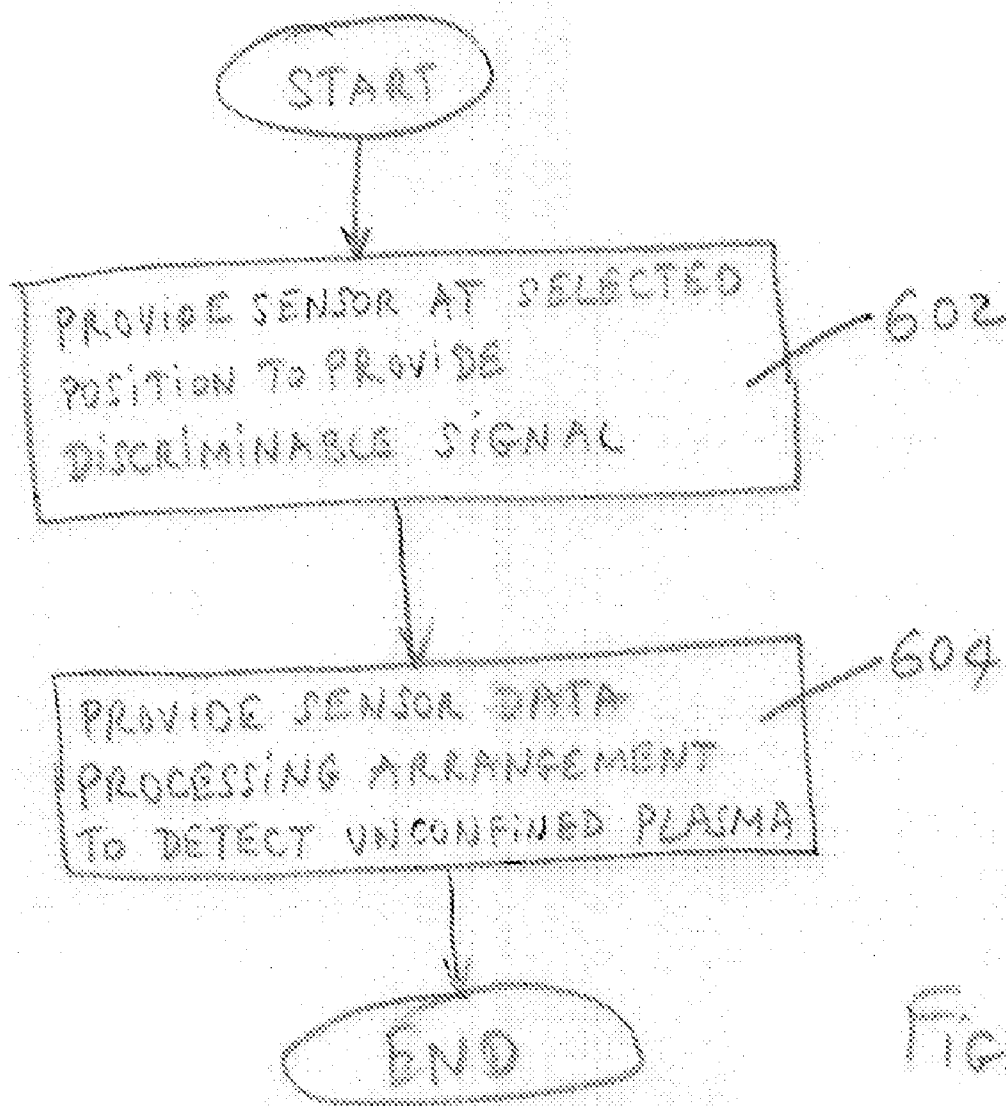 START
PROVIDE SENSOR AT SELECTED
POSITION TO PROVIDE
DISCRIMINABLE SIGNAL
602
PROVIDE SENSOR DATA
PROCESSING ARRANGEMENT
TO DETECT UNCONFINED PLASMA
604
END
FIG